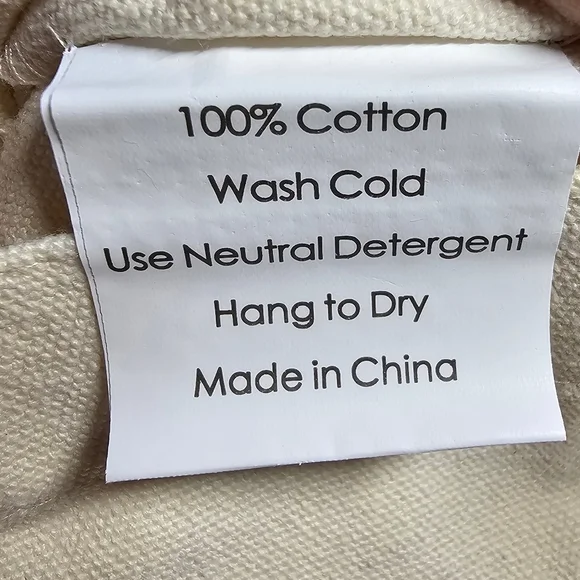 100% Cotton
Wash Cold
Use Neutral Detergent
Hang to Dry
Made in China